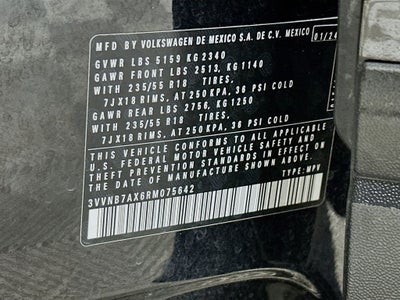 MFD BY VOLKSWAGEN DE MEXICO S.A. DE C.V. MEXICO 01/24
GVWR LBS 5159 KG 2340
GAWR FRONT LBS 2513, KG 1140
WITH 235/55 R18 TIRES,
7JX18 RIMS, AT 250 KPA, 36 PSI COLD
GAWR REAR LBS 2756, KG 1250
WITH 235/55 R18 TIRES,
7JX18 RIMS, AT 250 KPA, 36 PSI COLD
THIS VEHICLE CONFORMS TO ALL APPLICABLE
U.S. FEDERAL MOTOR VEHICLE SAFETY AND
THEFT PREVENTION STANDARDS IN EFFECT ON THE
DATE OF MANUFACTURE SHOWN ABOVE.
3VVNB7AX6RM075642 TYPE: MPV